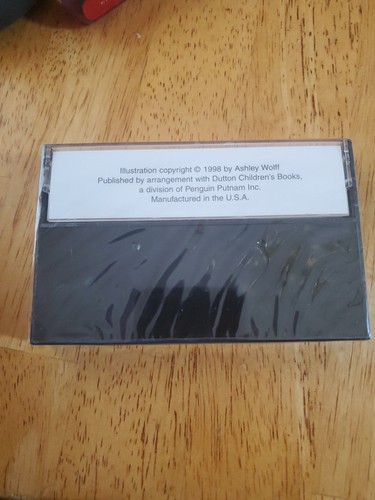 Illustration copyright © 1998 by Ashley Wolff
Published by arrangement with Dutton Children's Books,
a division of Penguin Putnam Inc.
Manufactured in the U.S.A.